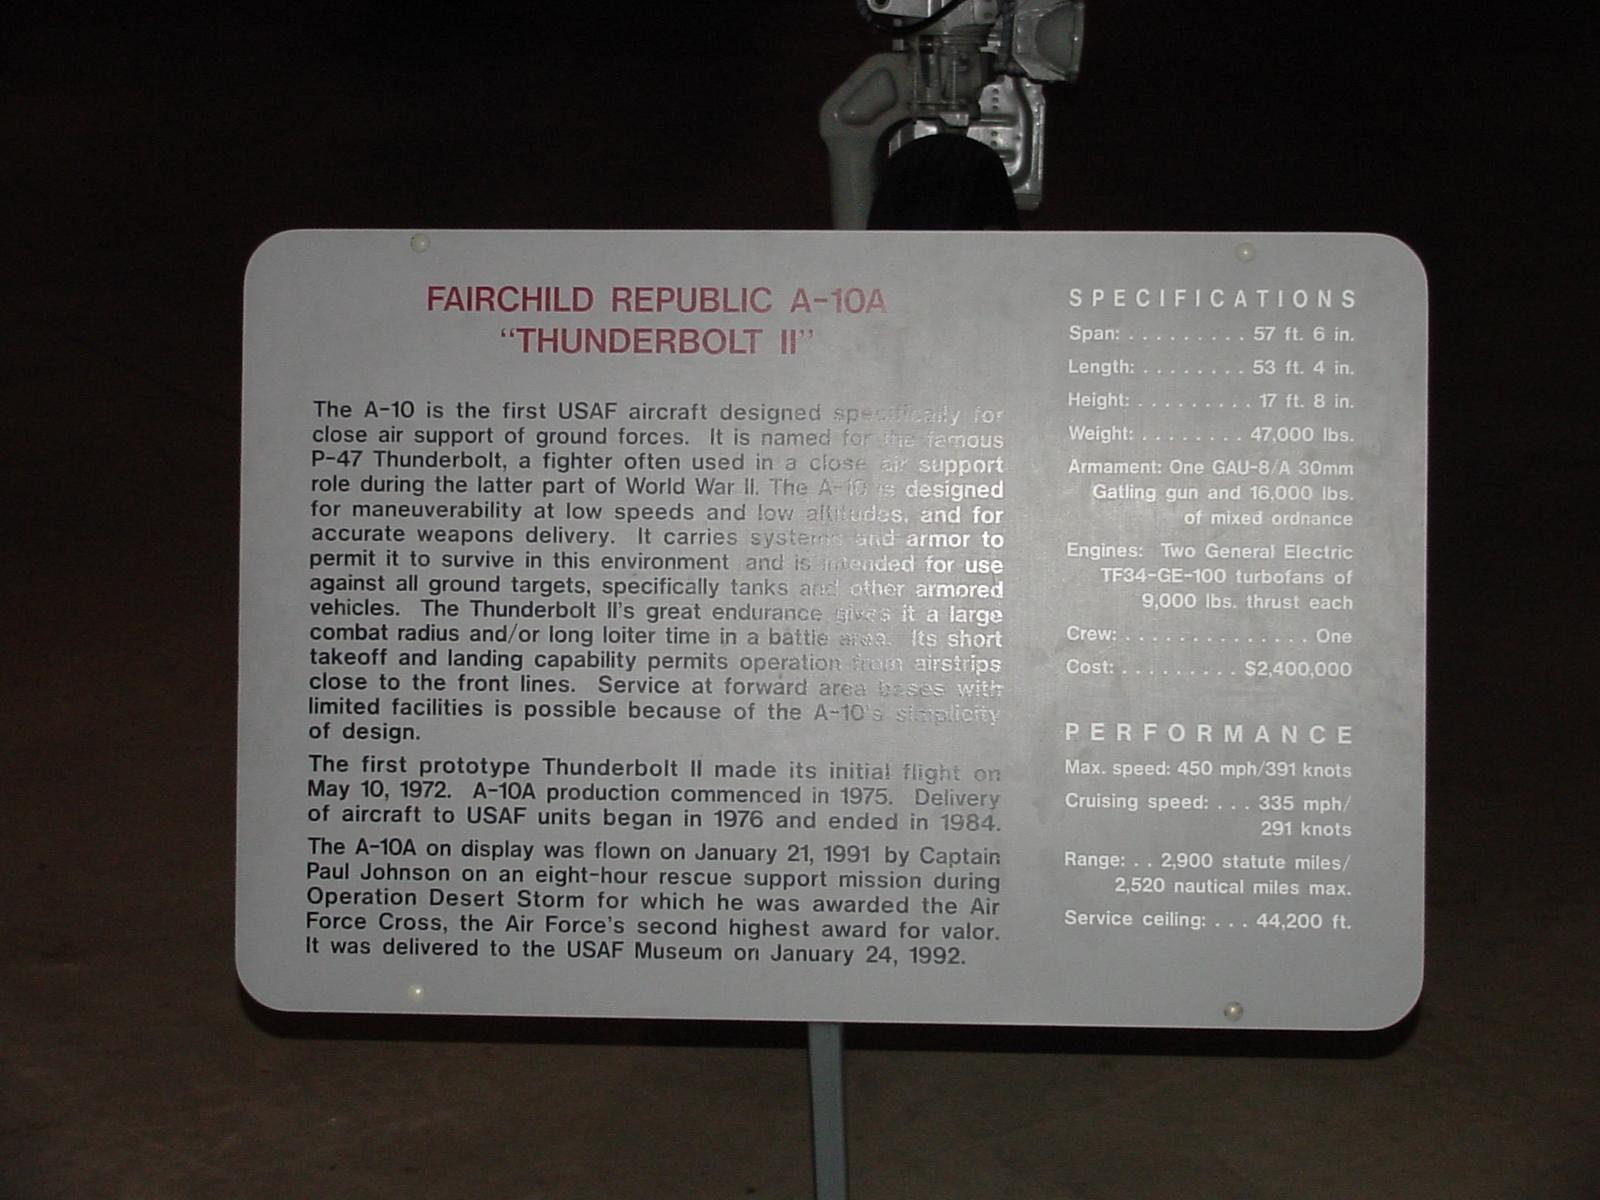 FAIRCHILD REPUBLIC A-10A
"THUNDERBOLT II"
The A-10 is the first USAF aircraft designed specifically for
close air support of ground forces. It is named for the famous
P-47 Thunderbolt, a fighter often used in a close air support
role during the latter part of World War II. The A-10 is designed
for maneuverability at low speeds and low altitudes, and for
accurate weapons delivery. It carries systems and armor to
permit it to survive in this environment and is intended for use
against all ground targets, specifically tanks and other armored
vehicles. The Thunderbolt II's great endurance gives it a large
combat radius and/or long loiter time in a battle area. Its short
takeoff and landing capability permits operation from airstrips
close to the front lines. Service at forward area bases with
limited facilities is possible because of the A-10's simplicity
of design.
The first prototype Thunderbolt II made its initial flight on
May 10, 1972. A-10A production commenced in 1975. Delivery
of aircraft to USAF units began in 1976 and ended in 1984.
The A-10A on display was flown on January 21, 1991 by Captain
Paul Johnson on an eight-hour rescue support mission during
Operation Desert Storm for which he was awarded the Air
Force Cross, the Air Force's second highest award for valor.
It was delivered to the USAF Museum on January 24, 1992.
SPECIFICATIONS
Span: . . . . . . . . . 57 ft. 6 in.
Length: . . . . . . . . 53 ft. 4 in.
Height: . . . . . . . . . 17 ft. 8 in.
Weight: . . . . . . . . 47,000 lbs.
Armament: One GAU-8/A 30mm
Gatling gun and 16,000 lbs.
of mixed ordnance
Engines: Two General Electric
TF34-GE-100 turbofans of
9,000 lbs. thrust each
Crew: . . . . . . . . . . . . . . One
Cost: . . . . . . . . . $2,400,000
PERFORMANCE
Max. speed: 450 mph/391 knots
Cruising speed: . . . 335 mph/
291 knots
Range: . . 2,900 statute miles/
2,520 nautical miles max.
Service ceiling: . . . 44,200 ft.